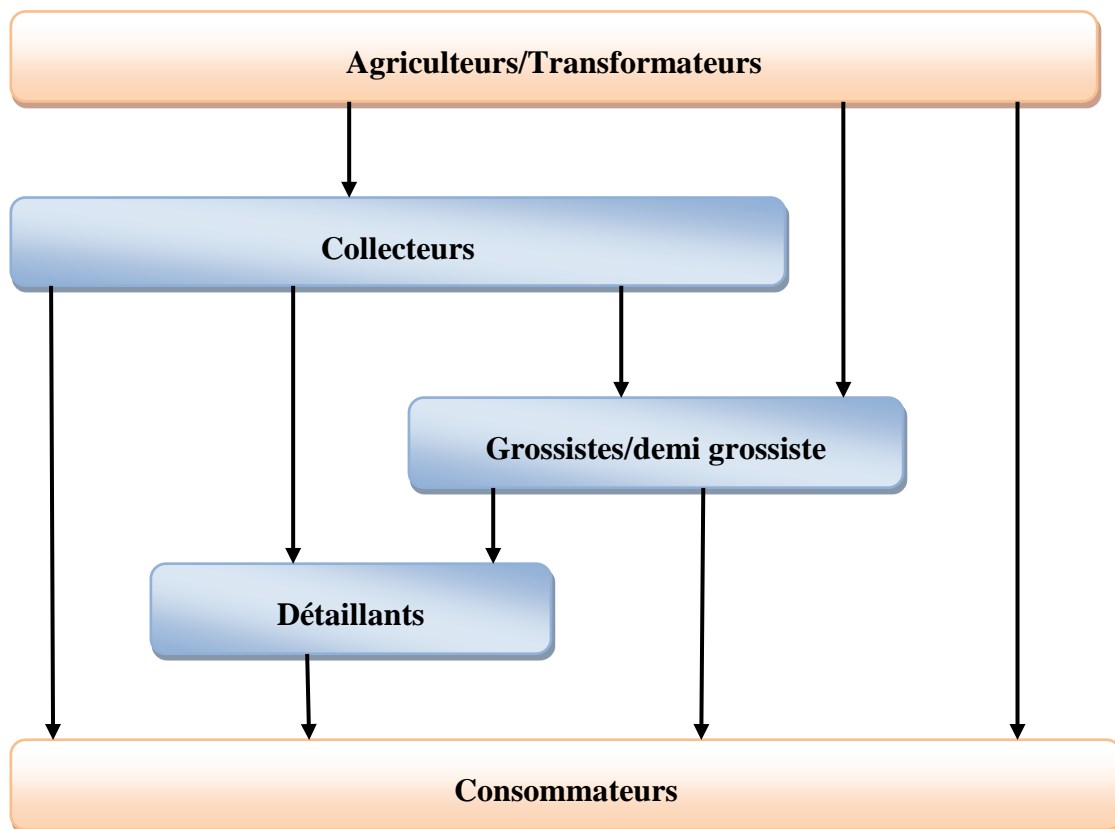 Agriculteurs/Transformateurs
Collecteurs
Grossistes/demi grossiste
Détaillants
Consommateurs